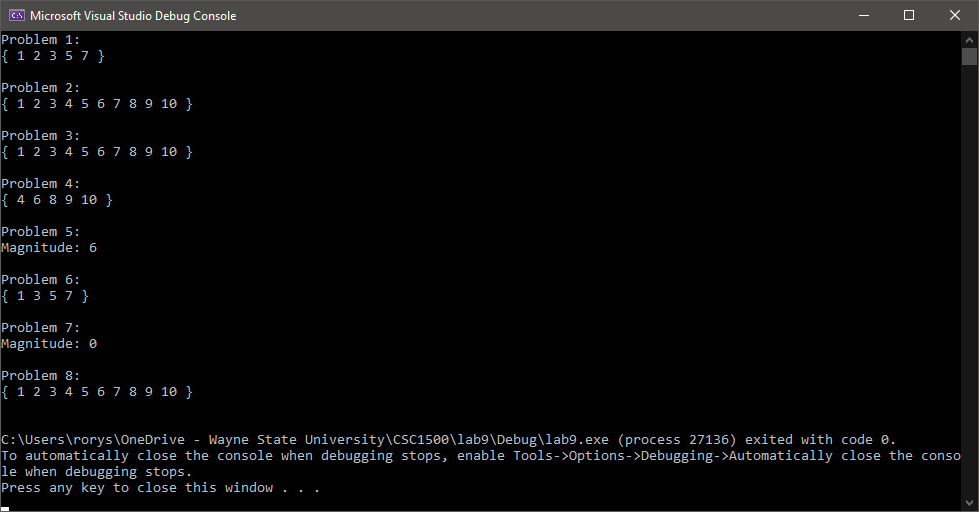 Microsoft Visual Studio Debug Console
Problem 1:
{ 1 2 3 5 7 }
Problem 2:
{ 1 2 3 4 5 6 7 8 9 10 }
Problem 3:
{ 1 2 3 4 5 6 7 8 9 10 }
Problem 4:
{ 4 6 8 9 10 }
Problem 5:
Magnitude: 6
Problem 6:
{ 1 3 5 7 }
Problem 7:
Magnitude: 0
Problem 8:
{ 1 2 3 4 5 6 7 8 9 10 }
C:\Users\rorys\OneDrive - Wayne State University\CSC1500\lab9\Debug\lab9.exe (process 27136) exited with code 0.
To automatically close the console when debugging stops, enable Tools->Options->Debugging->Automatically close the conso
le when debugging stops.
Press any key to close this window . . .